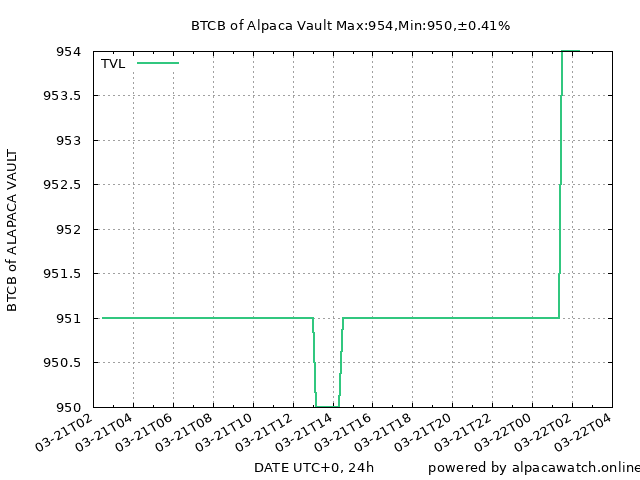 BTCB of Alpaca Vault Max:954,Min:950,±0.41%
TVL
954
953.5
953
952.5
952
951.5
951
950.5
950
BTCB of ALAPACA VAULT
03-21T02
03-21T04
03-21T06
03-21T08
03-21T10
03-21T12
03-21T14
03-21T16
03-21T18
03-21T20
03-21T22
03-22T00
03-22T02
03-22T04
DATE UTC+0, 24h
powered by alpacawatch.online